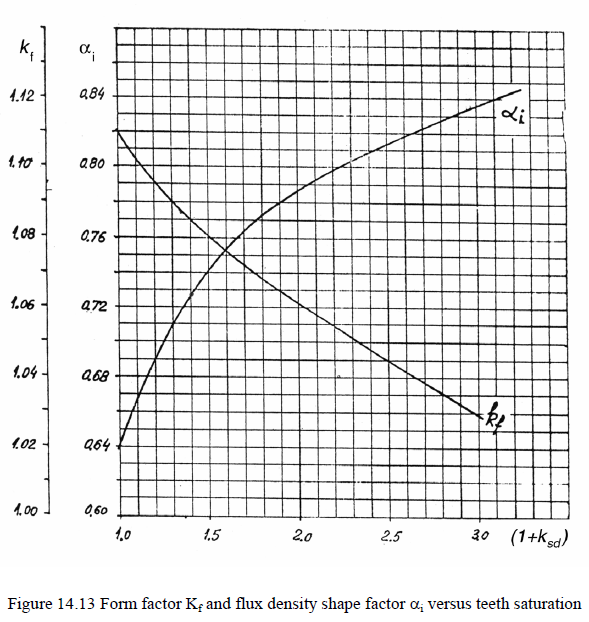 kf αi
1.12 0,84
αi
1.10 0,80
1.08 0,76
1.06 0,72
1.04 0,68
kf
1.02 0,64
1.00 0,60
1.0 1.5 2.0 2.5 3.0 (1+ksd)
Figure 14.13 Form factor Kf and flux density shape factor αi versus teeth saturation